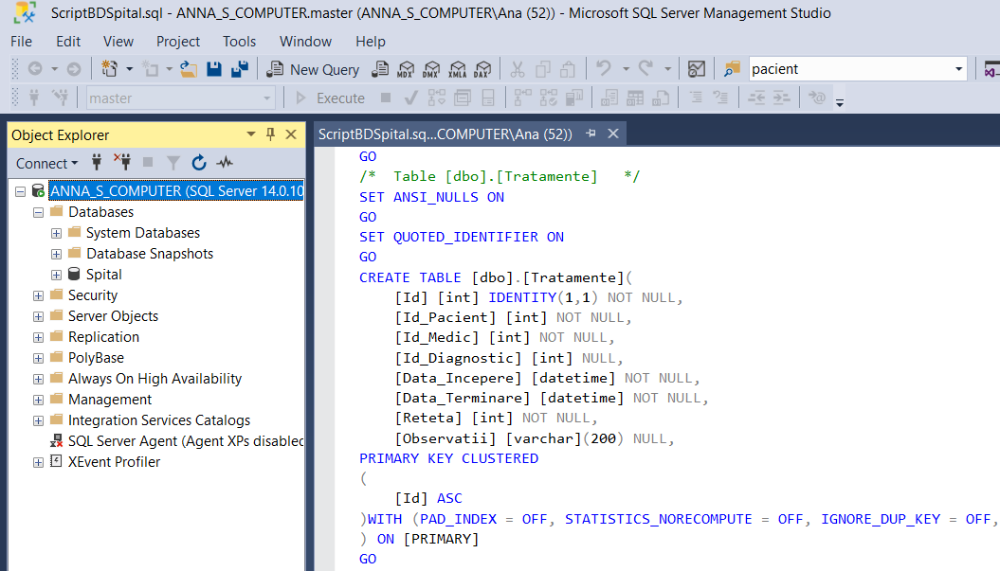 ScriptBDSpital.sql - ANNA_S_COMPUTER.master (ANNA_S_COMPUTER\Ana (52)) - Microsoft SQL Server Management Studio
File Edit View Project Tools Window Help
New Query MDX DMX XMLA DAX pacient
master Execute
Object Explorer
Connect
ANNA_S_COMPUTER (SQL Server 14.0.10
Databases
System Databases
Database Snapshots
Spital
Security
Server Objects
Replication
PolyBase
Always On High Availability
Management
Integration Services Catalogs
SQL Server Agent (Agent XPs disabled
XEvent Profiler
ScriptBDSpital.sq...COMPUTER\Ana (52))
GO
/*  Table [dbo].[Tratamente]   */
SET ANSI_NULLS ON
GO
SET QUOTED_IDENTIFIER ON
GO
CREATE TABLE [dbo].[Tratamente](
    [Id] [int] IDENTITY(1,1) NOT NULL,
    [Id_Pacient] [int] NOT NULL,
    [Id_Medic] [int] NOT NULL,
    [Id_Diagnostic] [int] NULL,
    [Data_Incepere] [datetime] NOT NULL,
    [Data_Terminare] [datetime] NOT NULL,
    [Reteta] [int] NOT NULL,
    [Observatii] [varchar](200) NULL,
PRIMARY KEY CLUSTERED
(
    [Id] ASC
)WITH (PAD_INDEX = OFF, STATISTICS_NORECOMPUTE = OFF, IGNORE_DUP_KEY = OFF,
) ON [PRIMARY]
GO